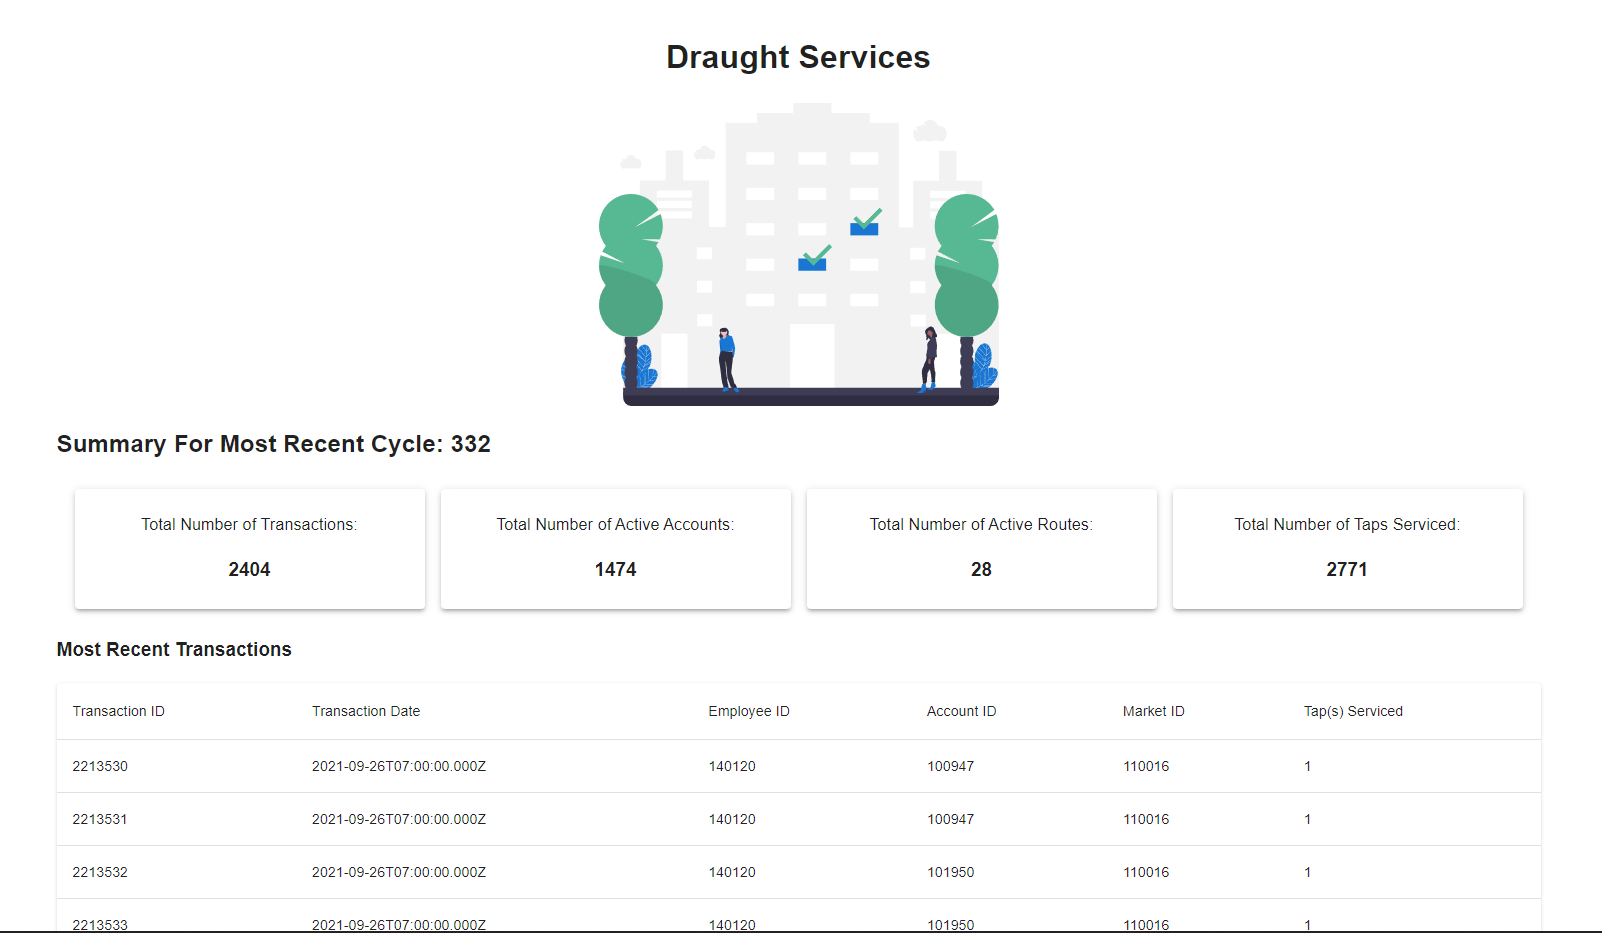 Draught Services
Summary For Most Recent Cycle: 332
Total Number of Transactions: Total Number of Active Accounts: Total Number of Active Routes: Total Number of Taps Serviced:
2404 1474 28 2771
Most Recent Transactions
Transaction ID Transaction Date Employee ID Account ID Market ID Tap(s) Serviced
2213530 2021-09-26T07:00:00.000Z 140120 100947 110016 1
2213531 2021-09-26T07:00:00.000Z 140120 100947 110016 1
2213532 2021-09-26T07:00:00.000Z 140120 101950 110016 1
2213533 2021-09-26T07:00:00.000Z 140120 101950 110016 1